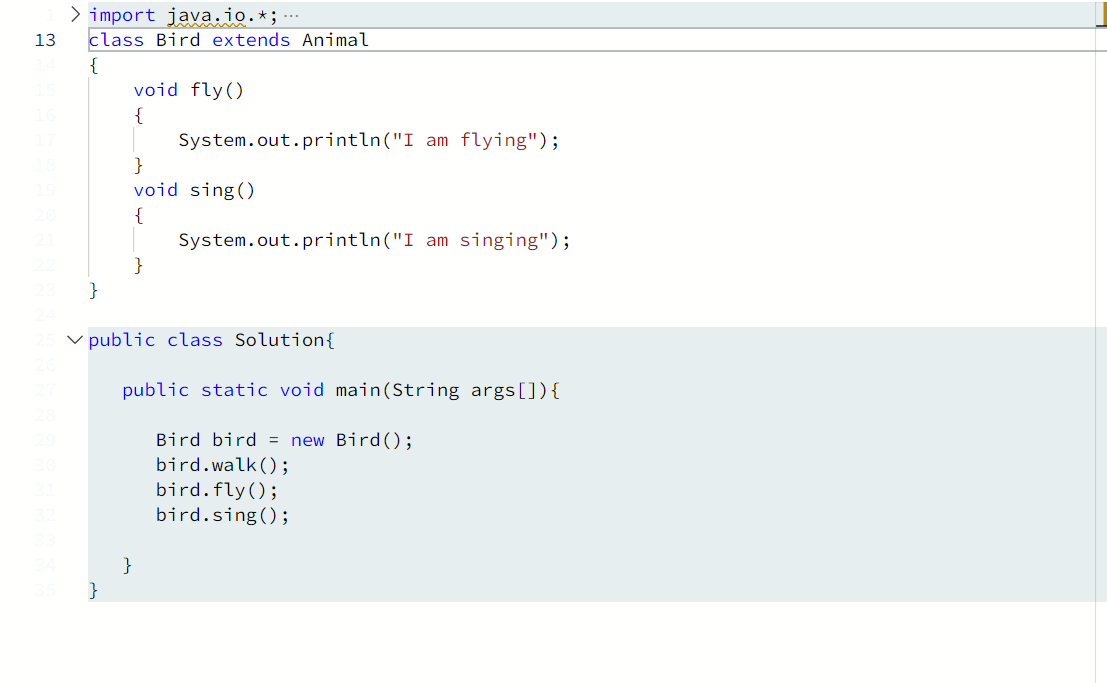 1 import java.io.*; ···
13 class Bird extends Animal
14 {
15     void fly()
16     {
17         System.out.println("I am flying");
18     }
19     void sing()
20     {
21         System.out.println("I am singing");
22     }
23 }
24
25 public class Solution{
26
27    public static void main(String args[]){
28
29       Bird bird = new Bird();
30       bird.walk();
31       bird.fly();
32       bird.sing();
33
34    }
35 }